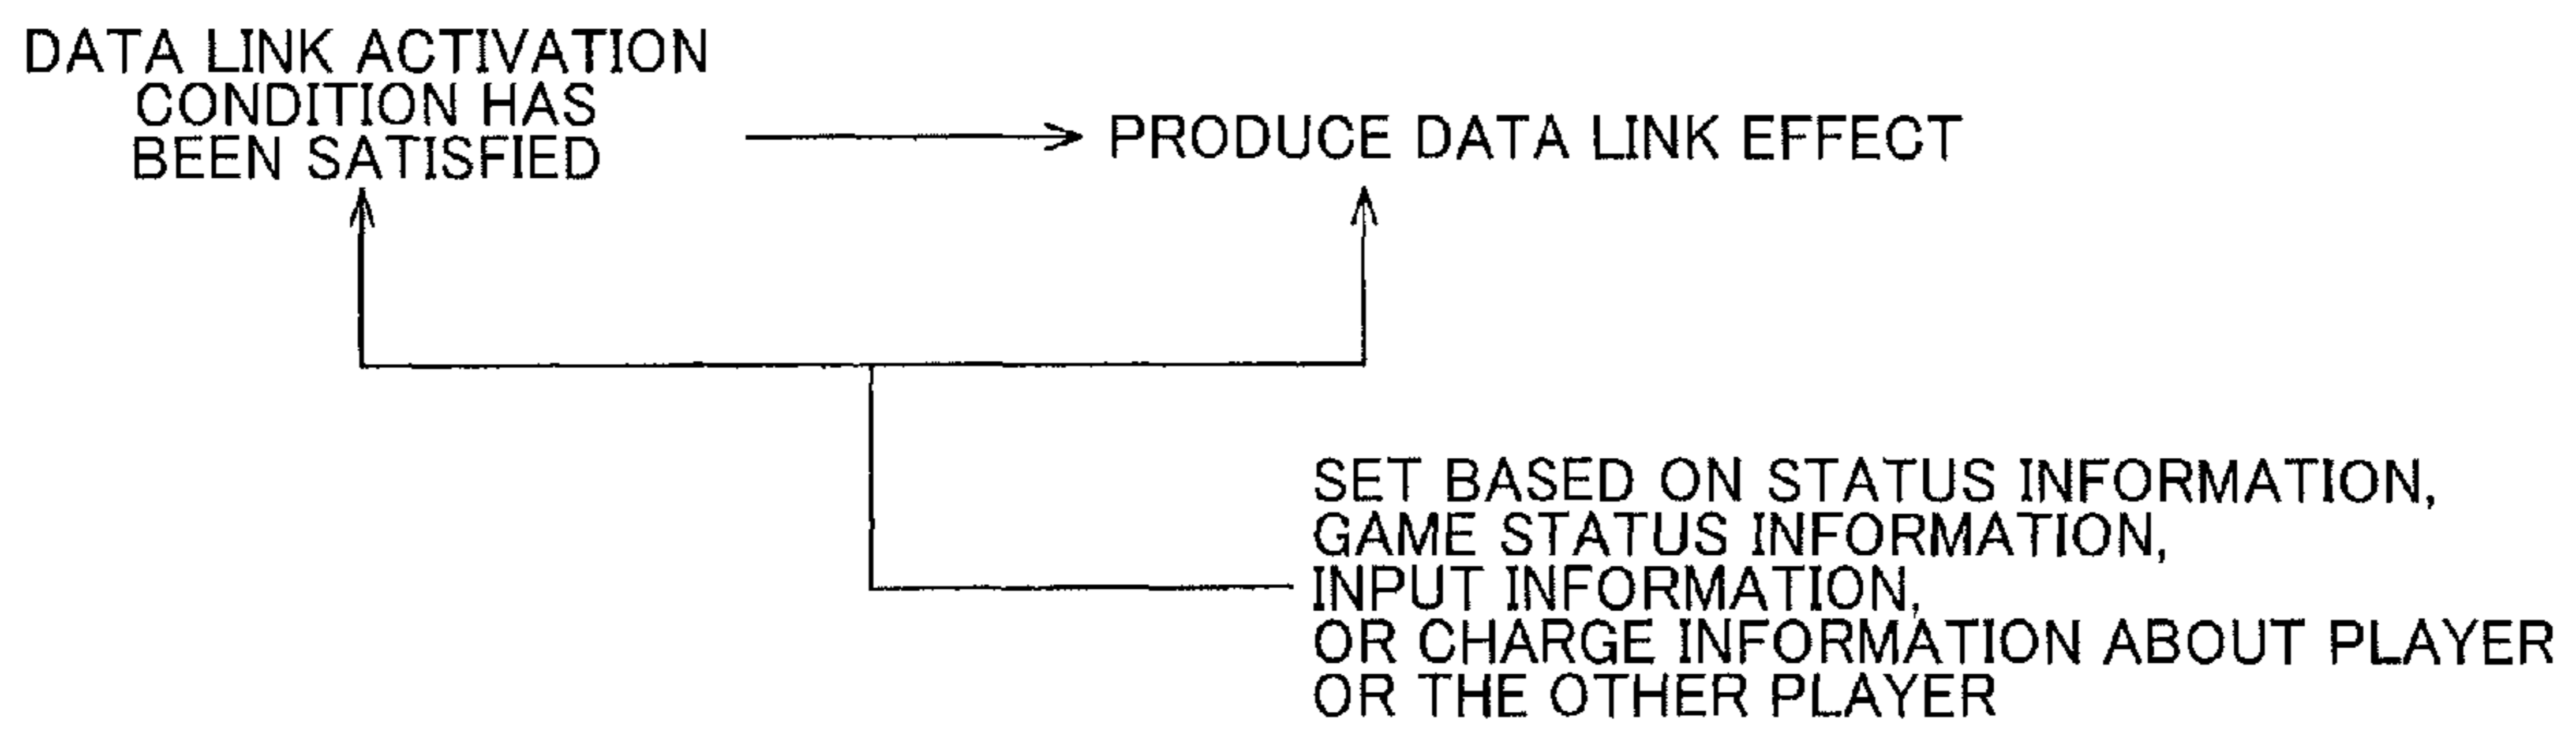 DATA LINK ACTIVATION
CONDITION HAS
BEEN SATISFIED
PRODUCE DATA LINK EFFECT
SET BASED ON STATUS INFORMATION,
GAME STATUS INFORMATION,
INPUT INFORMATION,
OR CHARGE INFORMATION ABOUT PLAYER
OR THE OTHER PLAYER